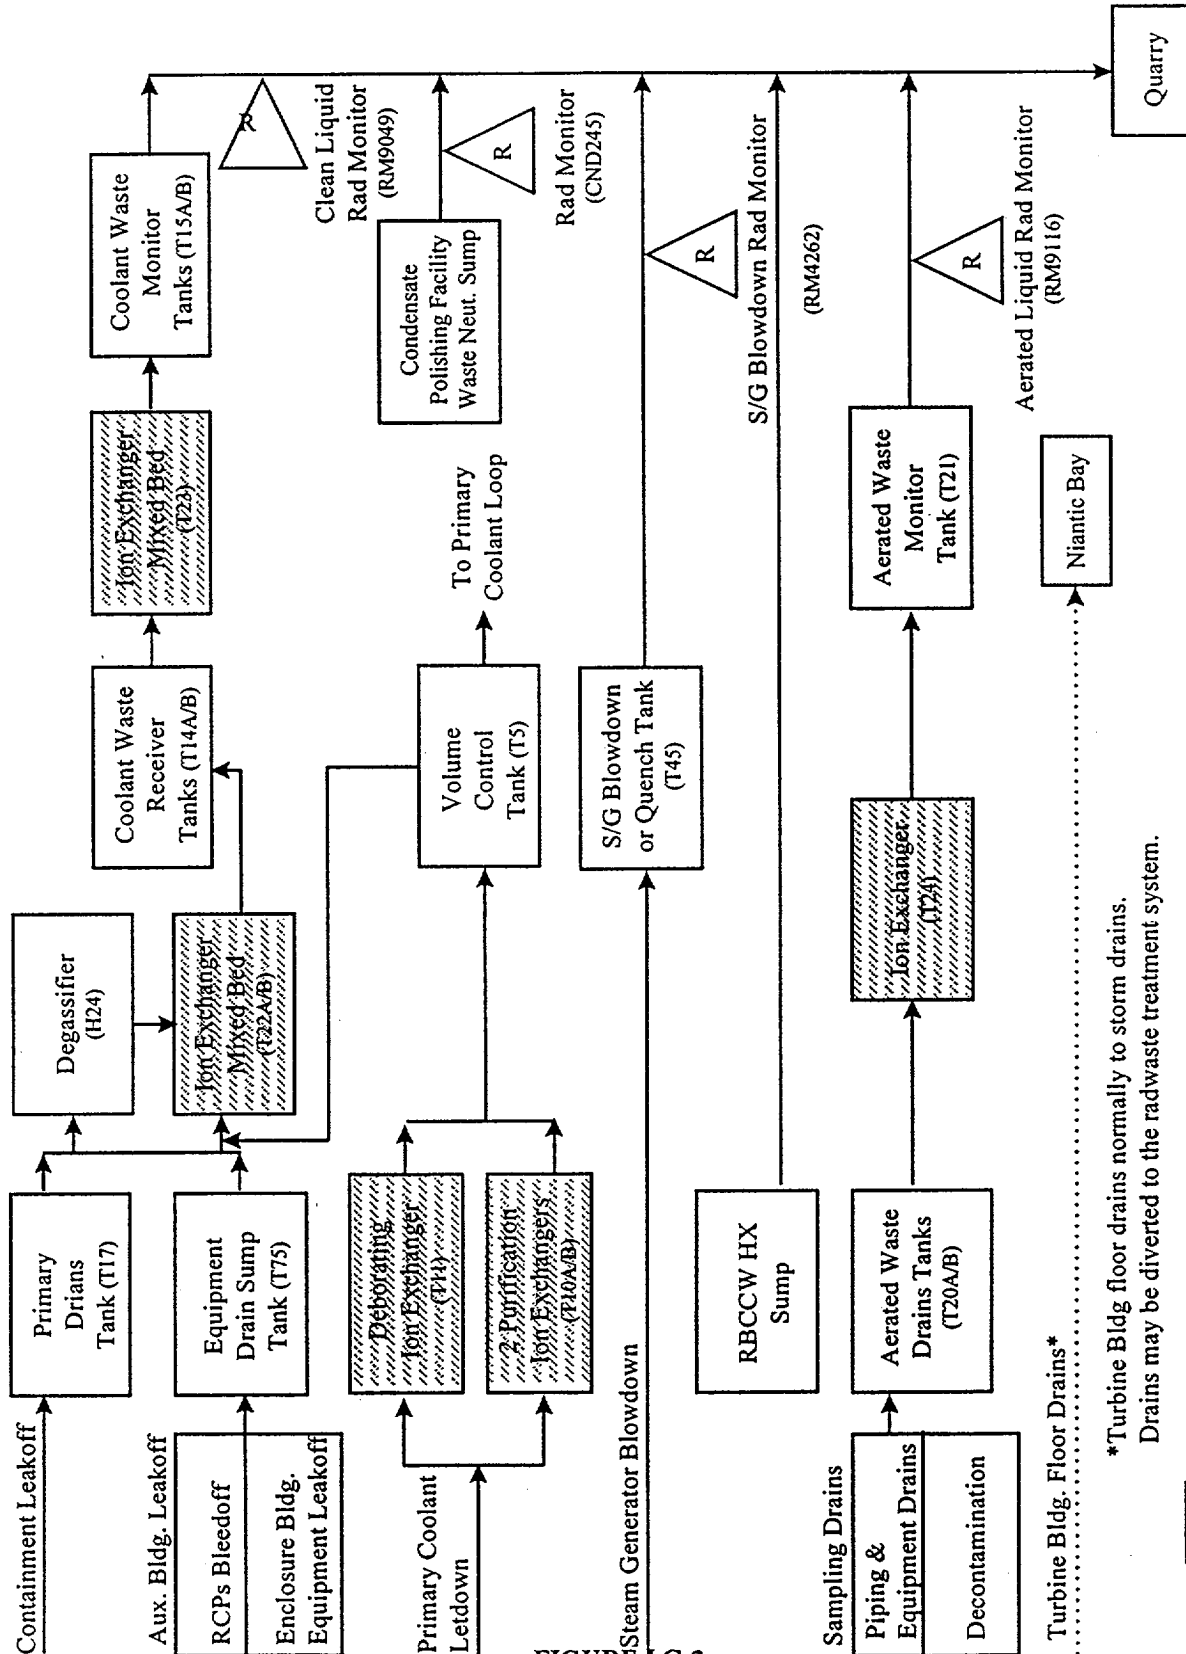 Containment Leakoff
Primary
Drians
Tank (T17)
Degassifier
(H24)
Aux. Bldg. Leakoff
RCPs Bleedoff
Enclosure Bldg.
Equipment Leakoff
Equipment
Drain Sump
Tank (T75)
Ion Exchanger
Mixed Bed
(T22A/B)
Coolant Waste
Receiver
Tanks (T14A/B)
Ion Exchanger
Mixed Bed
(T23)
Coolant Waste
Monitor
Tanks (T15A/B)
R
Clean Liquid
Rad Monitor
(RM9049)
Primary Coolant
Letdown
Deborating
Ion Exchanger
(T11)
2 Purification
Ion Exchangers
(T10A/B)
Volume
Control
Tank (T5)
To Primary
Coolant Loop
Condensate
Polishing Facility
Waste Neut. Sump
R
Rad Monitor
(CND245)
Steam Generator Blowdown
S/G Blowdown
or Quench Tank
(T45)
R
S/G Blowdown Rad Monitor
(RM4262)
RBCCW HX
Sump
Sampling Drains
Piping &
Equipment Drains
Decontamination
Aerated Waste
Drains Tanks
(T20A/B)
Ion Exchanger
(T24)
Aerated Waste
Monitor
Tank (T21)
R
Aerated Liquid Rad Monitor
(RM9116)
Turbine Bldg. Floor Drains*
Niantic Bay
Quarry
*Turbine Bldg floor drains normally to storm drains.
Drains may be diverted to the radwaste treatment system.